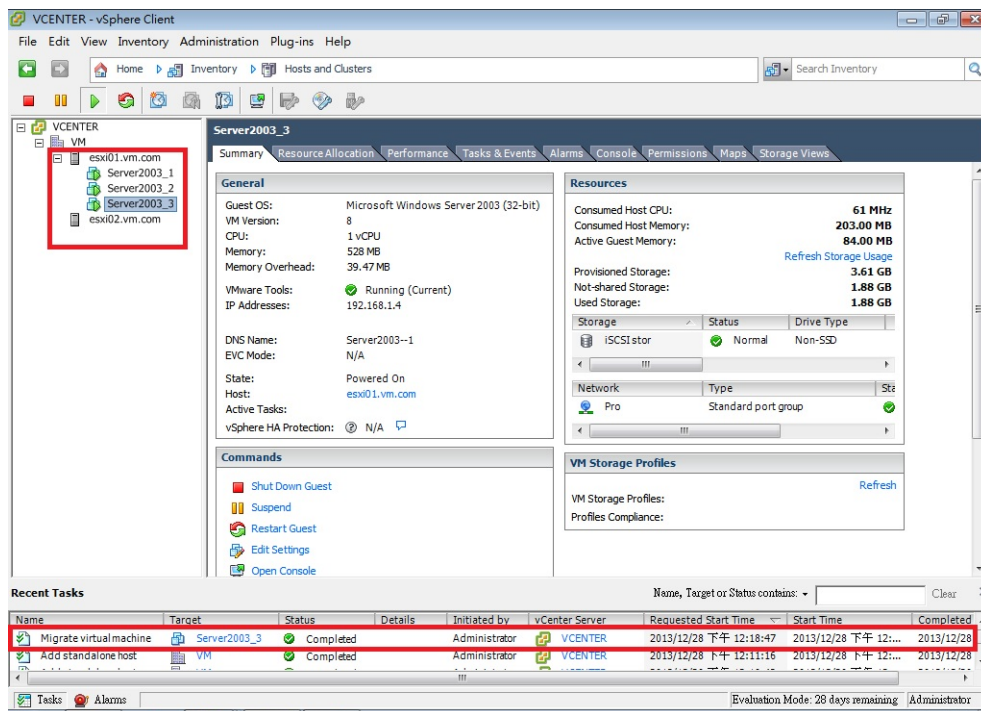 VCENTER - vSphere Client
File Edit View Inventory Administration Plug-ins Help
Home Inventory Hosts and Clusters
Search Inventory
VCENTER
VM
esxi01.vm.com
Server2003_1
Server2003_2
Server2003_3
esxi02.vm.com
Server2003_3
Summary Resource Allocation Performance Tasks & Events Alarms Console Permissions Maps Storage Views
General
Guest OS: Microsoft Windows Server 2003 (32-bit)
VM Version: 8
CPU: 1 vCPU
Memory: 528 MB
Memory Overhead: 39.47 MB
VMware Tools: Running (Current)
IP Addresses: 192.168.1.4
DNS Name: Server2003--1
EVC Mode: N/A
State: Powered On
Host: esxi01.vm.com
Active Tasks:
vSphere HA Protection: N/A
Commands
Shut Down Guest
Suspend
Restart Guest
Edit Settings
Open Console
Resources
Consumed Host CPU: 61 MHz
Consumed Host Memory: 203.00 MB
Active Guest Memory: 84.00 MB
Refresh Storage Usage
Provisioned Storage: 3.61 GB
Not-shared Storage: 1.88 GB
Used Storage: 1.88 GB
Storage Status Drive Type
iSCSI stor Normal Non-SSD
Network Type Sta
Pro Standard port group
VM Storage Profiles
Refresh
VM Storage Profiles:
Profiles Compliance:
Recent Tasks
Name, Target or Status contains: Clear
Name Target Status Details Initiated by vCenter Server Requested Start Time Start Time Completed
Migrate virtual machine Server2003_3 Completed Administrator VCENTER 2013/12/28 下午 12:18:47 2013/12/28 下午 12:... 2013/12/28
Add standalone host VM Completed Administrator VCENTER 2013/12/28 下午 12:11:16 2013/12/28 下午 12:... 2013/12/28
Tasks Alarms
Evaluation Mode: 28 days remaining Administrator